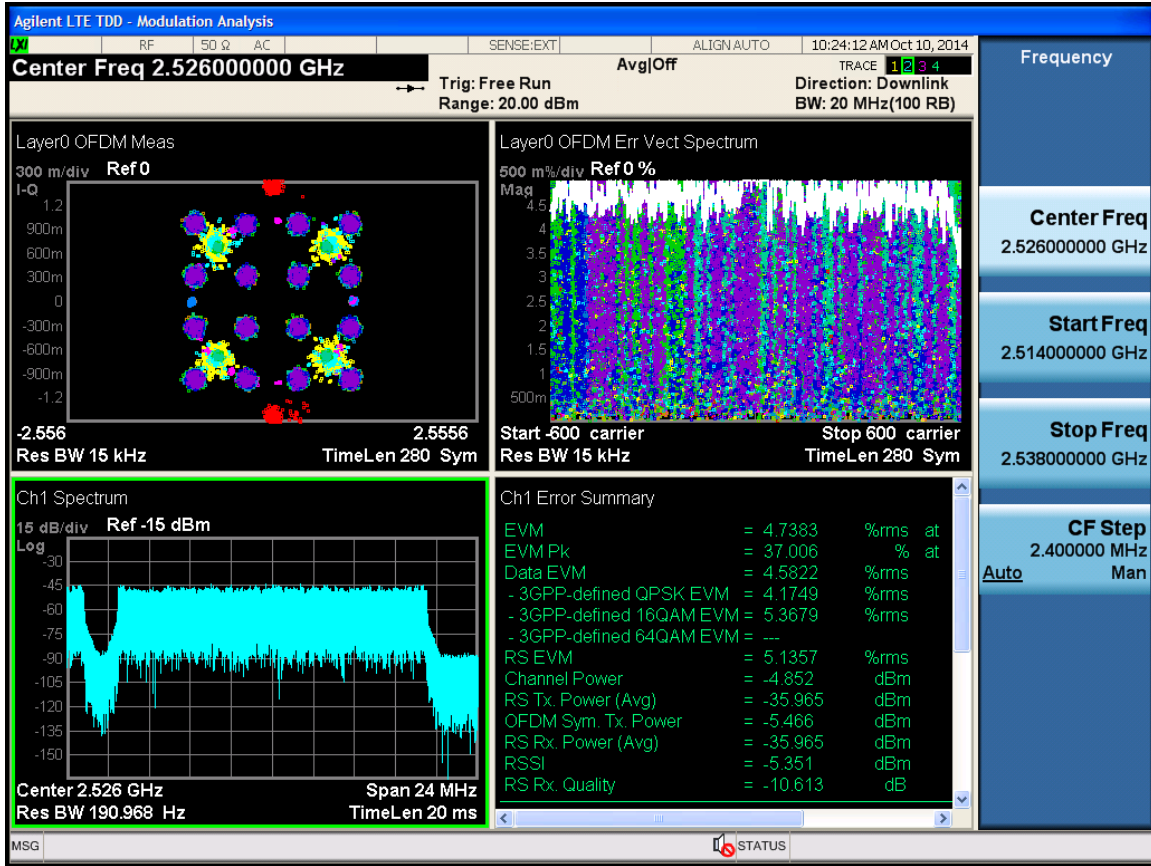 Agilent LTE TDD - Modulation Analysis
LXI RF 50 Ω AC SENSE:EXT ALIGN AUTO 10:24:12 AM Oct 10, 2014
Center Freq 2.526000000 GHz
Avg|Off
TRACE 1 2 3 4
Trig: Free Run
Direction: Downlink
Range: 20.00 dBm
BW: 20 MHz(100 RB)
Layer0 OFDM Meas
300 m/div Ref 0
I-Q
1.2
900m
600m
300m
0
-300m
-600m
-900m
-1.2
-2.556 2.5556
Res BW 15 kHz TimeLen 280 Sym
Layer0 OFDM Err Vect Spectrum
500 m%/div Ref 0 %
Mag
4.5
4
3.5
3
2.5
2
1.5
1
500m
Start -600 carrier Stop 600 carrier
Res BW 15 kHz TimeLen 280 Sym
Ch1 Spectrum
15 dB/div Ref -15 dBm
Log
-30
-45
-60
-75
-90
-105
-120
-135
-150
Center 2.526 GHz Span 24 MHz
Res BW 190.968 Hz TimeLen 20 ms
Ch1 Error Summary
EVM = 4.7383 %rms at
EVM Pk = 37.006 % at
Data EVM = 4.5822 %rms
- 3GPP-defined QPSK EVM = 4.1749 %rms
- 3GPP-defined 16QAM EVM = 5.3679 %rms
- 3GPP-defined 64QAM EVM = ---
RS EVM = 5.1357 %rms
Channel Power = -4.852 dBm
RS Tx. Power (Avg) = -35.965 dBm
OFDM Sym. Tx. Power = -5.466 dBm
RS Rx. Power (Avg) = -35.965 dBm
RSSI = -5.351 dBm
RS Rx. Quality = -10.613 dB
Frequency
Center Freq
2.526000000 GHz
Start Freq
2.514000000 GHz
Stop Freq
2.538000000 GHz
CF Step
2.400000 MHz
Auto Man
MSG STATUS